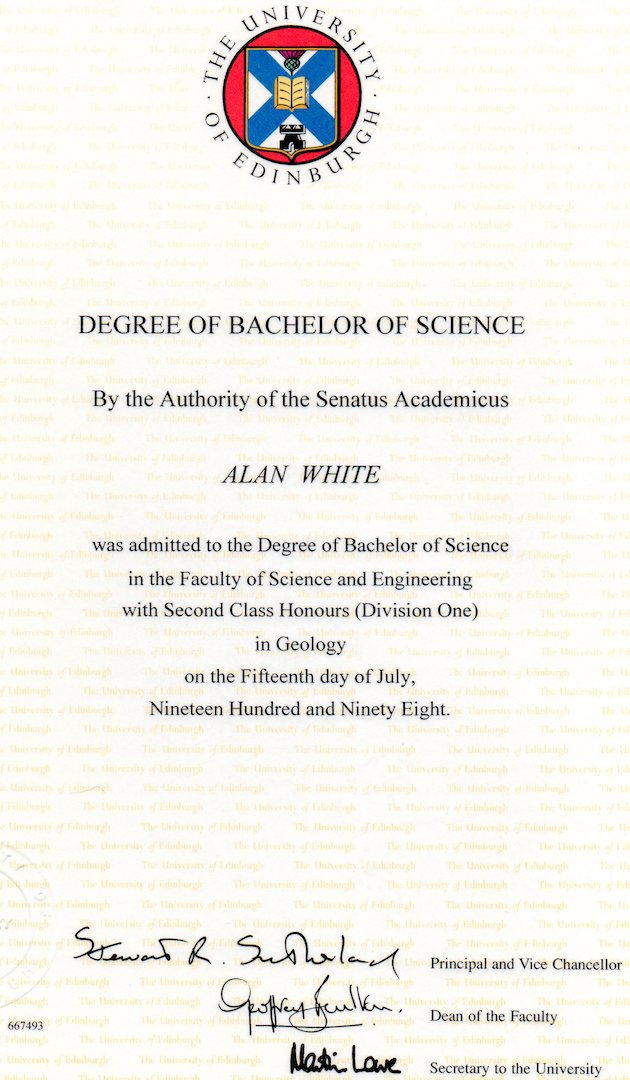 THE UNIVERSITY
OF EDINBURGH
DEGREE OF BACHELOR OF SCIENCE
By the Authority of the Senatus Academicus
ALAN WHITE
was admitted to the Degree of Bachelor of Science
in the Faculty of Science and Engineering
with Second Class Honours (Division One)
in Geology
on the Fifteenth day of July,
Nineteen Hundred and Ninety Eight.
Stewart R. Sutherland Principal and Vice Chancellor
Geoffrey Dean of the Faculty
667493
Martin Lowe Secretary to the University